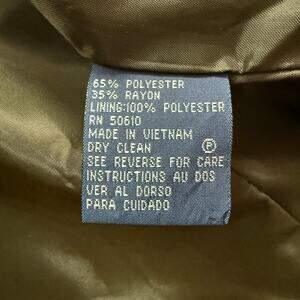 65% POLYESTER
35% RAYON
LINING:100% POLYESTER
RN 50610
MADE IN VIETNAM
DRY CLEAN Ⓟ
SEE REVERSE FOR CARE
INSTRUCTIONS AU DOS
VER AL DORSO
PARA CUIDADO